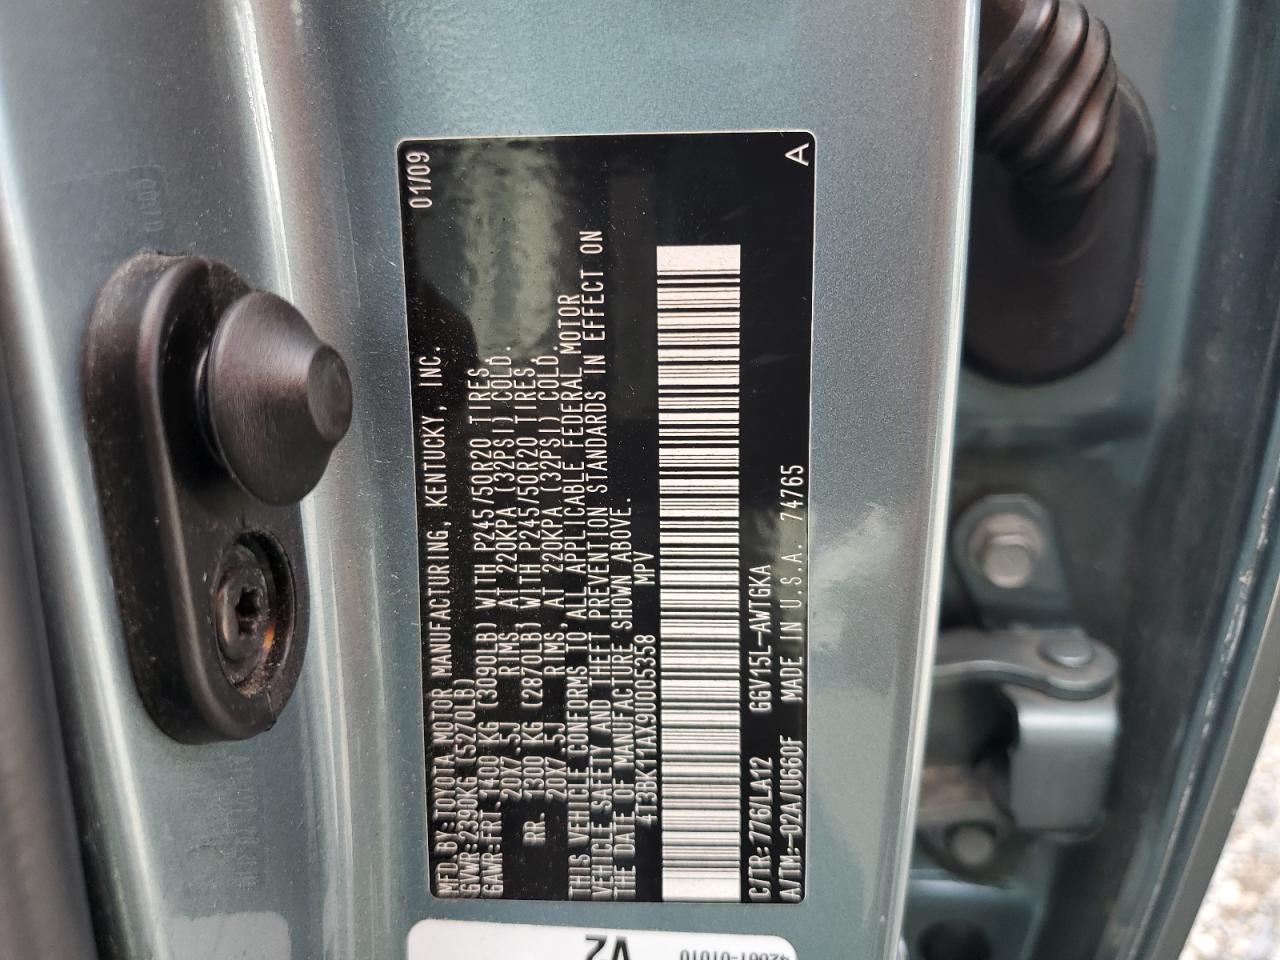 MFD.BY:TOYOTA MOTOR MANUFACTURING, KENTUCKY, INC. 01/09
GVWR:2390KG(5270LB)
GAWR:FRT.1400 KG (3090LB) WITH P245/50R20 TIRES,
20X7.5J RIMS, AT 220KPA (32PSI) COLD.
RR. 1300 KG (2870LB) WITH P245/50R20 TIRES,
20X7.5J RIMS, AT 220KPA (32PSI) COLD.
THIS VEHICLE CONFORMS TO ALL APPLICABLE FEDERAL MOTOR
VEHICLE SAFETY AND THEFT PREVENTION STANDARDS IN EFFECT ON
THE DATE OF MANUFACTURE SHOWN ABOVE.
4T3BK11AX9U005358 MPV
C/TR:776/LA12 GGV15L-AWTGKA
A/TM:-02A/U660F MADE IN U.S.A. 74765 A
V2
42661-01010